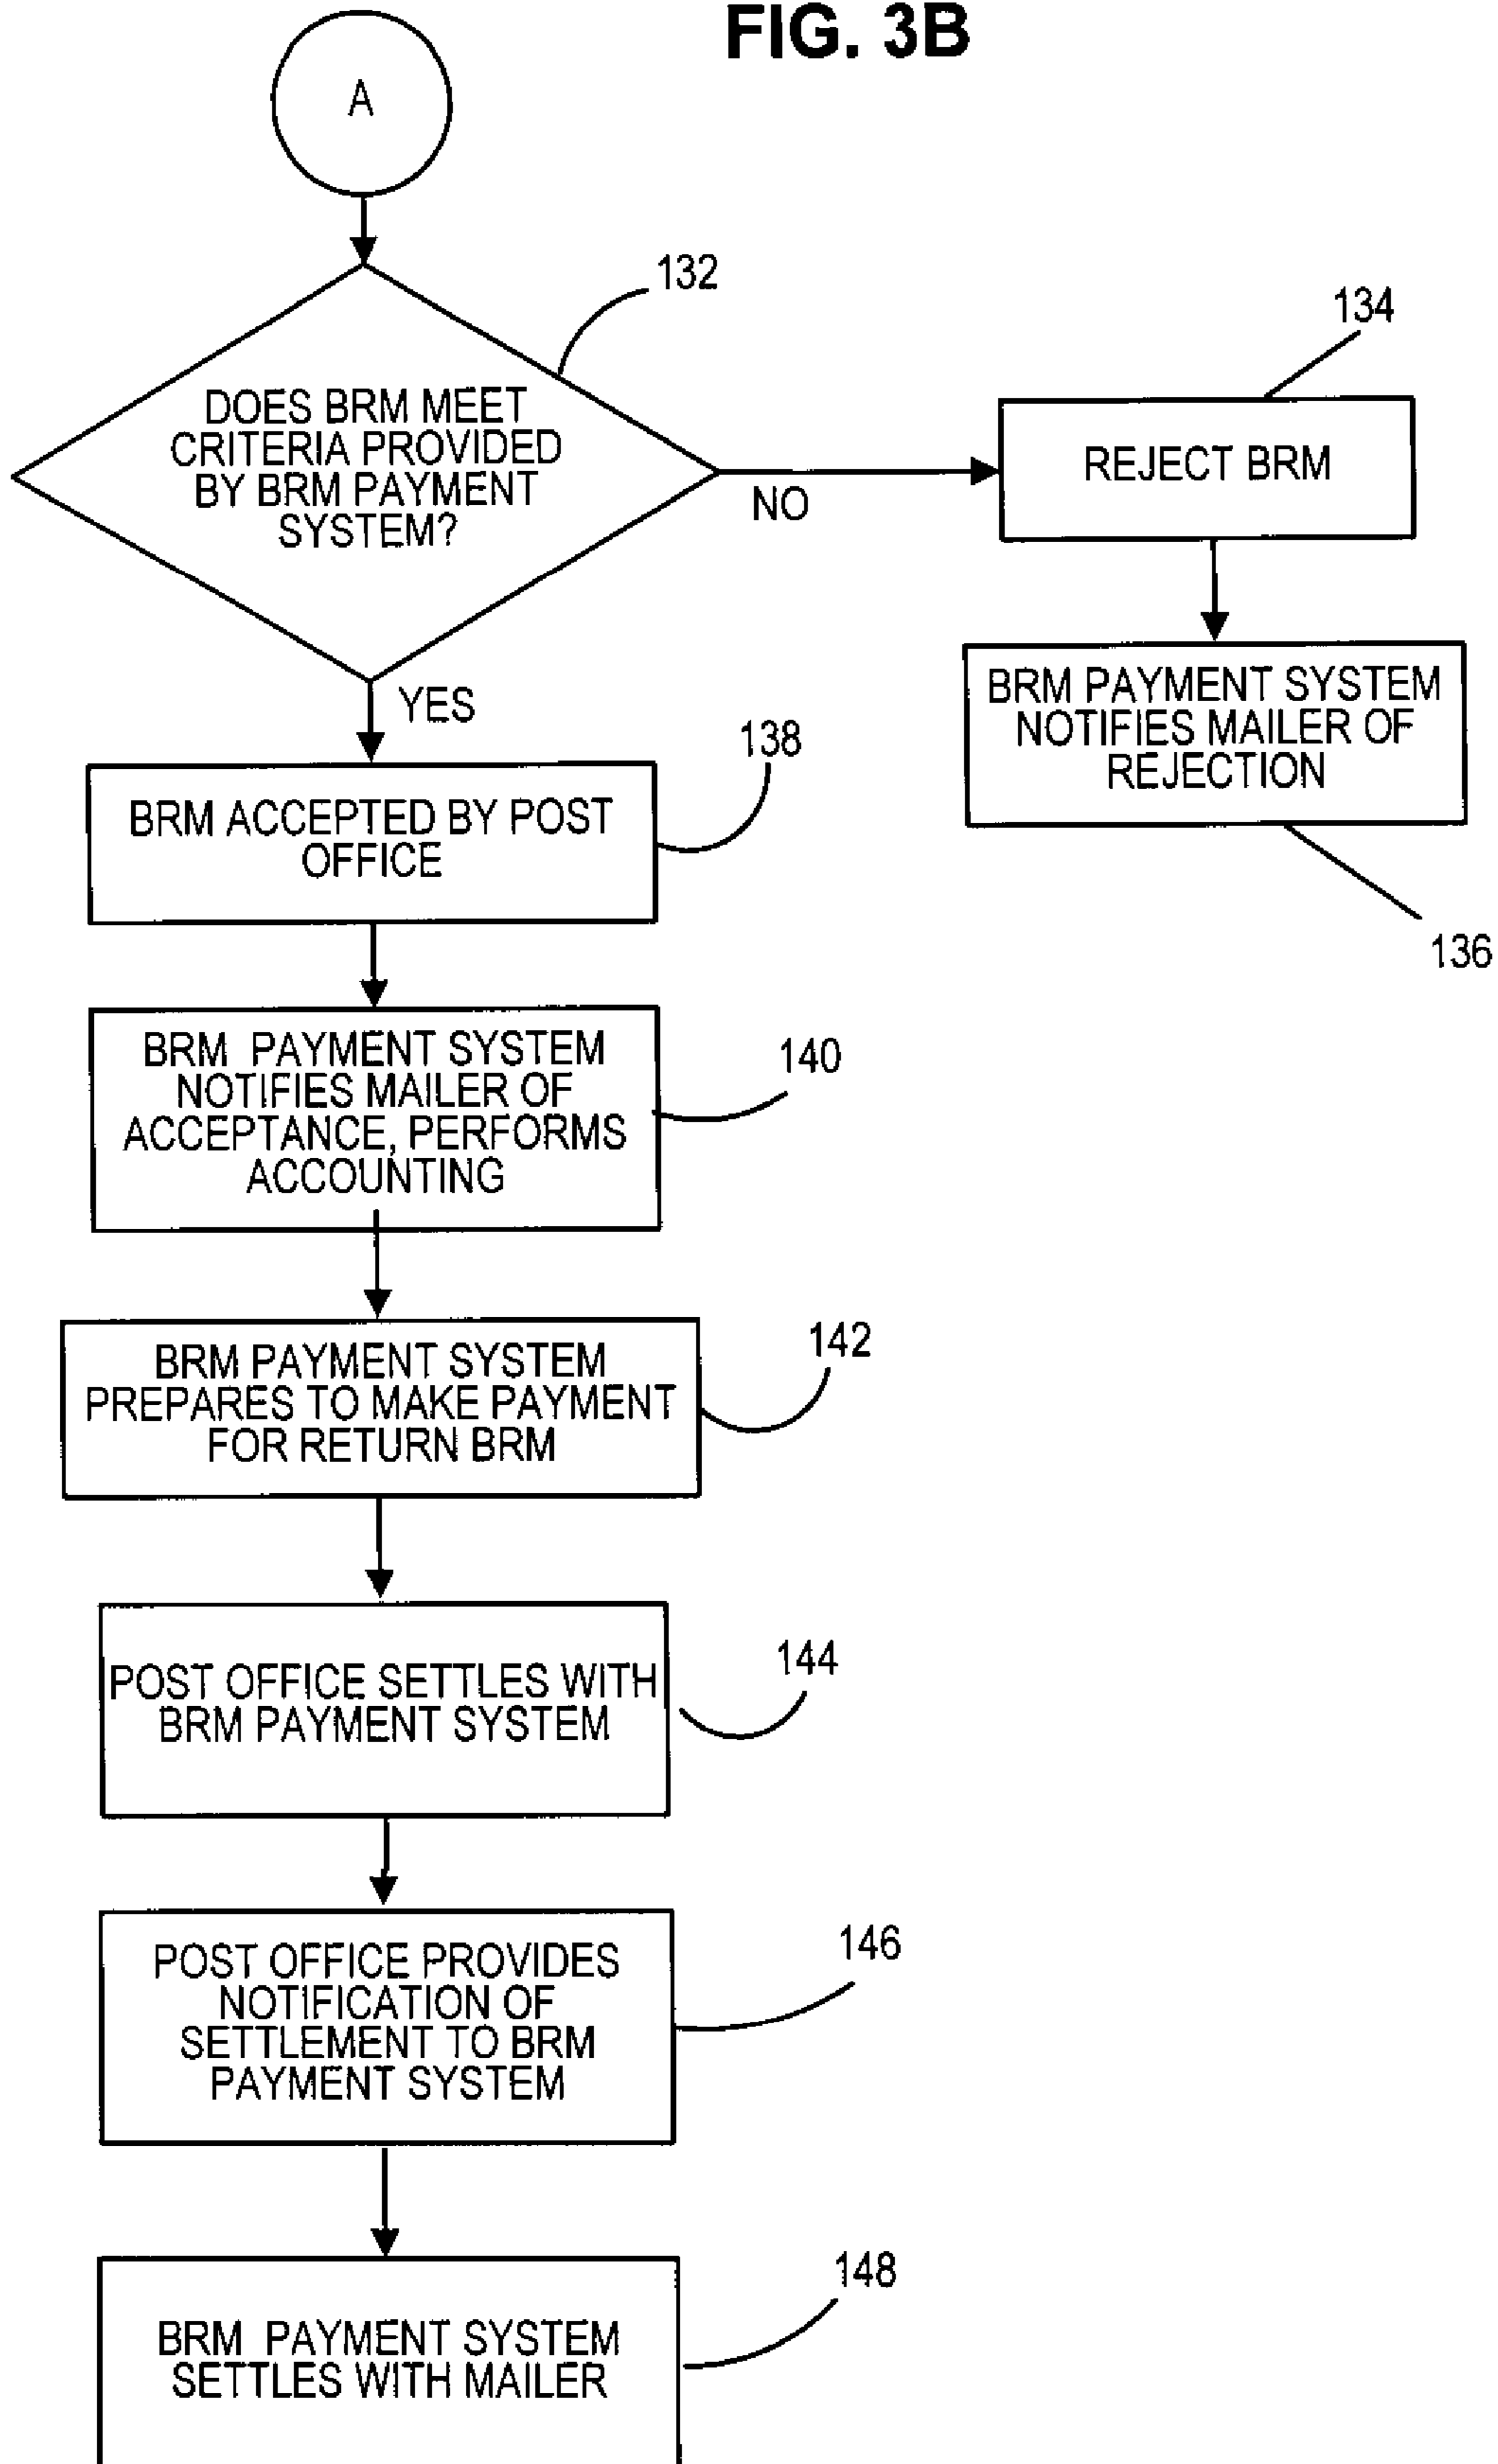 FIG. 3B
A
132
DOES BRM MEET
CRITERIA PROVIDED
BY BRM PAYMENT
SYSTEM?
NO
134
REJECT BRM
BRM PAYMENT SYSTEM
NOTIFIES MAILER OF
REJECTION
136
YES
138
BRM ACCEPTED BY POST
OFFICE
140
BRM PAYMENT SYSTEM
NOTIFIES MAILER OF
ACCEPTANCE, PERFORMS
ACCOUNTING
142
BRM PAYMENT SYSTEM
PREPARES TO MAKE PAYMENT
FOR RETURN BRM
144
POST OFFICE SETTLES WITH
BRM PAYMENT SYSTEM
146
POST OFFICE PROVIDES
NOTIFICATION OF
SETTLEMENT TO BRM
PAYMENT SYSTEM
148
BRM PAYMENT SYSTEM
SETTLES WITH MAILER